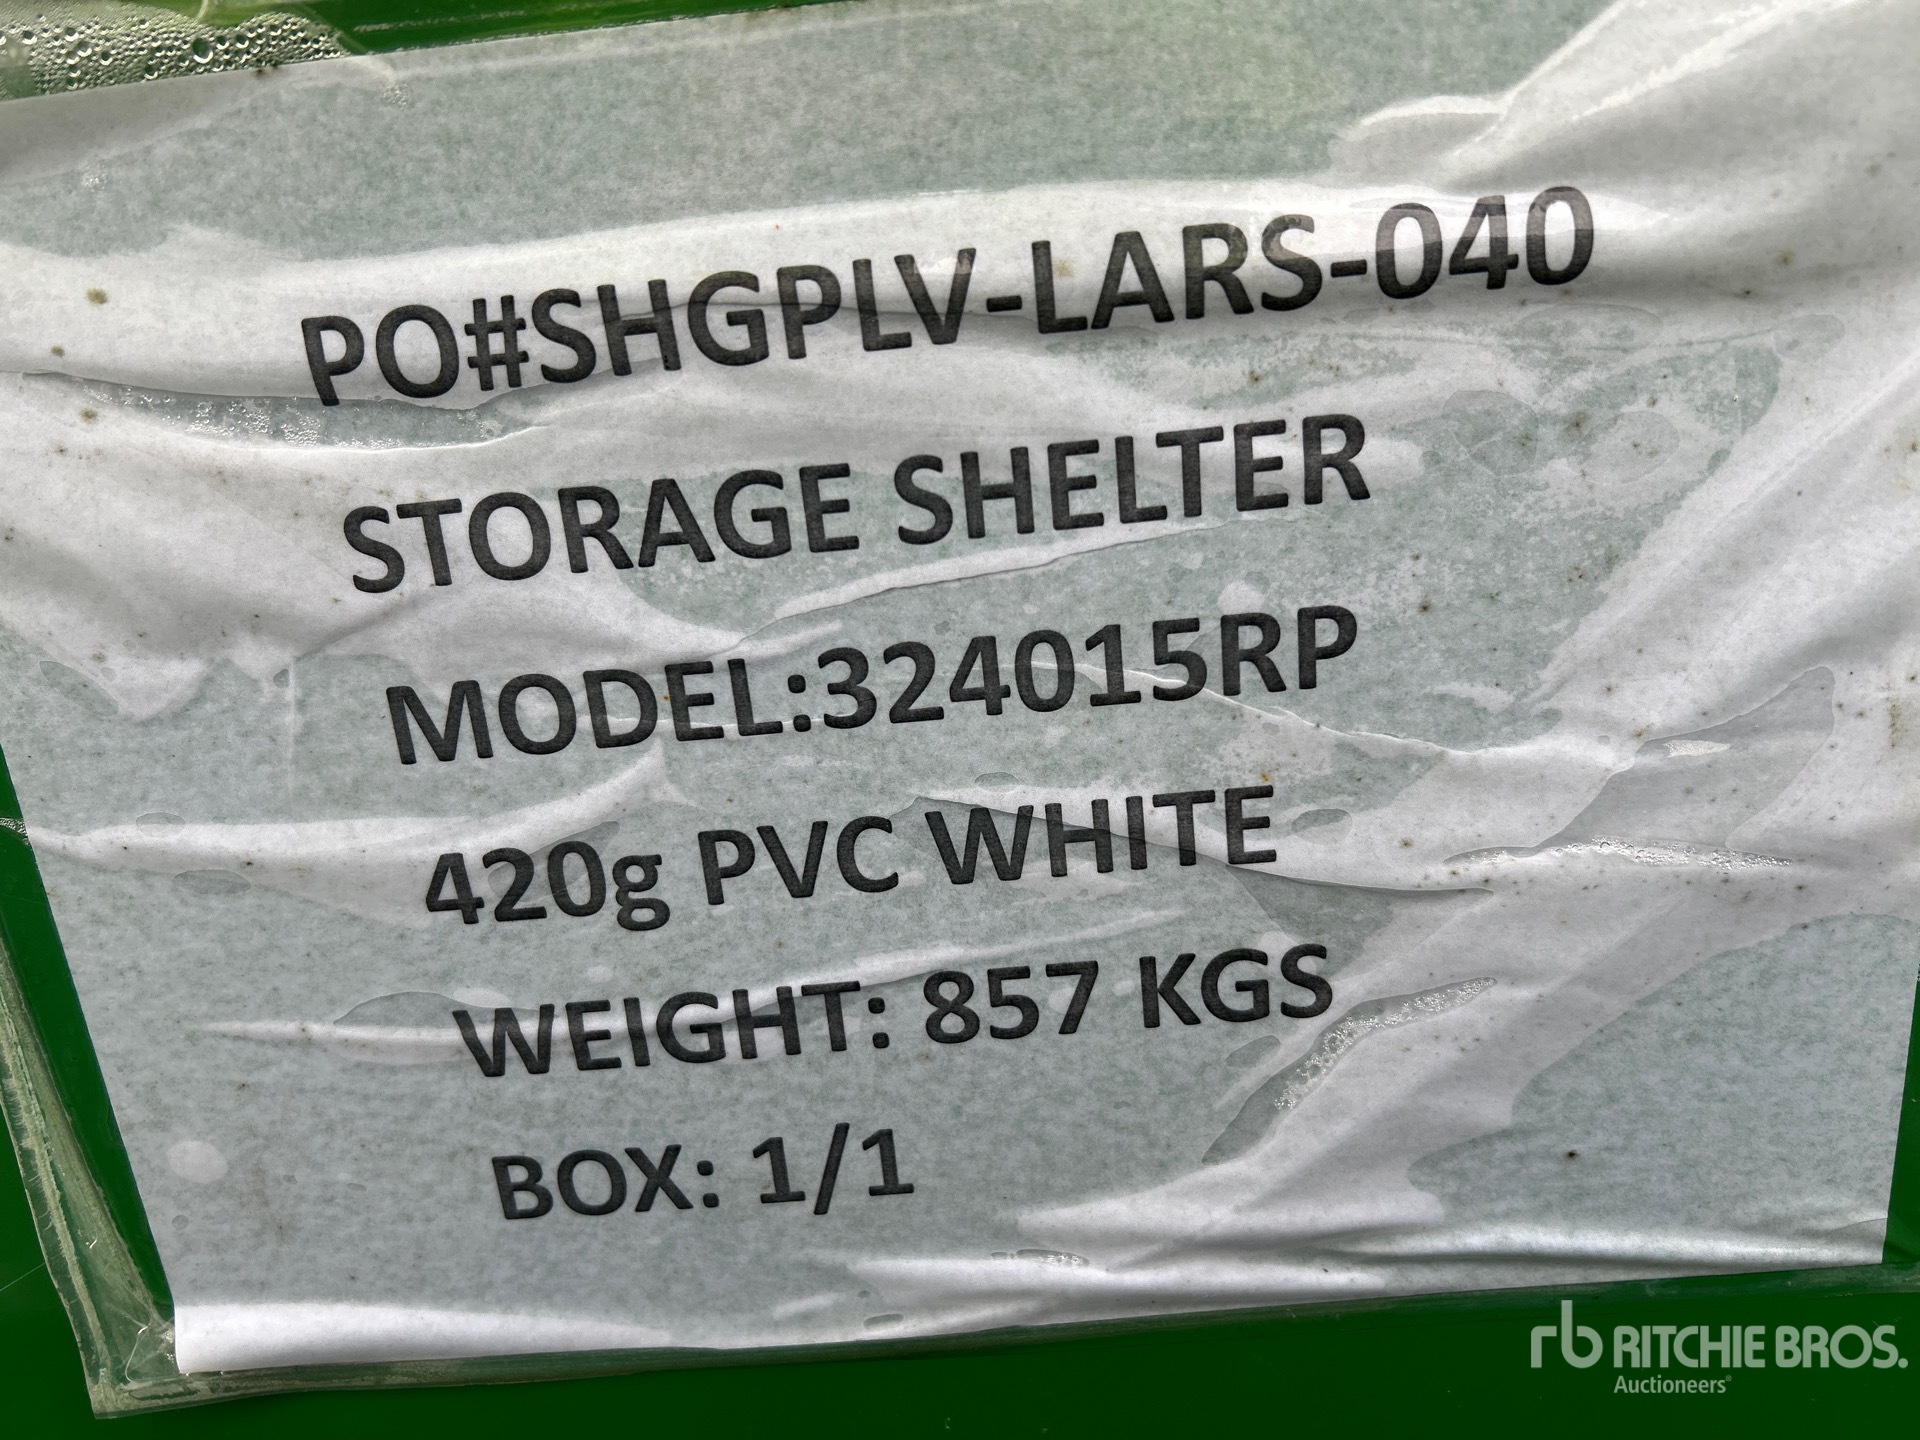 PO#SHGPLV-LARS-040
STORAGE SHELTER
MODEL:324015RP
420g PVC WHITE
WEIGHT: 857 KGS
BOX: 1/1
rb RITCHIE BROS.
Auctioneers®